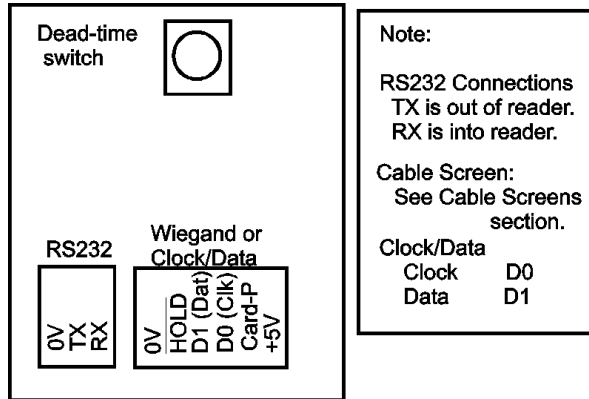 Dead-time
switch
RS232
0V
TX
RX
Wiegand or
Clock/Data
0V
HOLD
D1 (Dat)
D0 (Clk)
Card-P
+5V
Note:
RS232 Connections
TX is out of reader.
RX is into reader.
Cable Screen:
See Cable Screens
section.
Clock/Data
Clock D0
Data D1